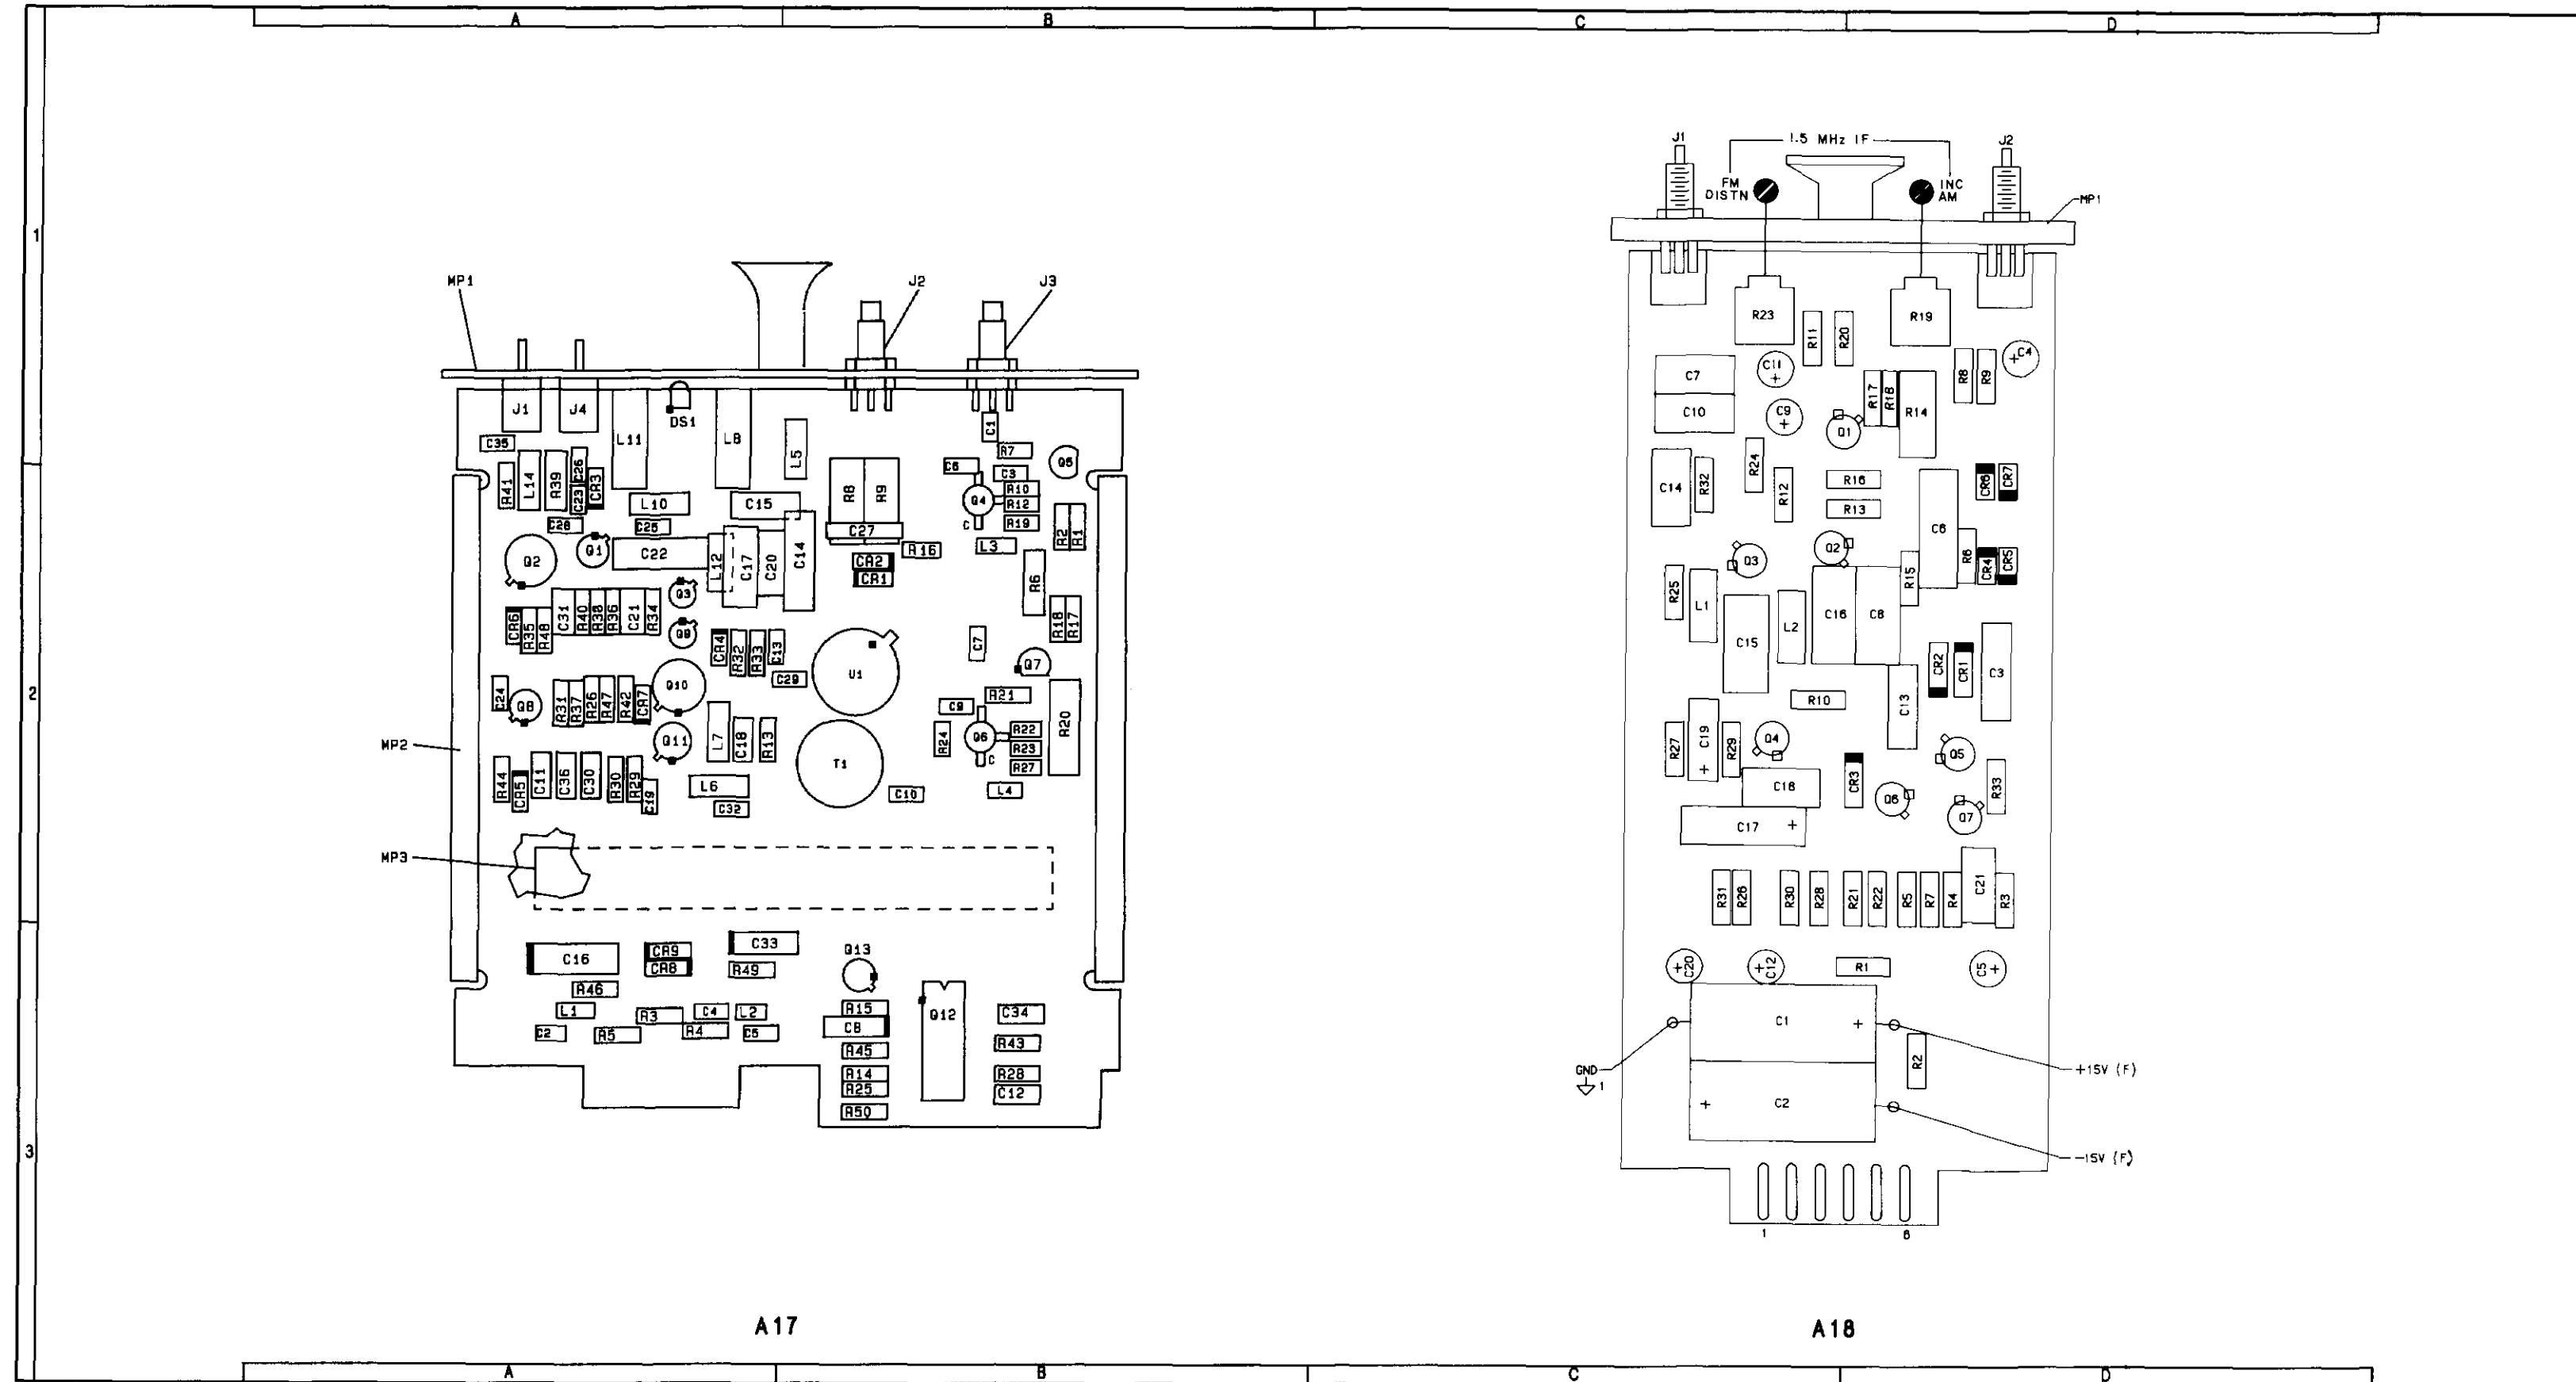 A B C D
1
2
3
MP1
J2
J3
J1
J4
DS1
L11
L8
L5
C1
R7
C35
Q5
R41
L14
R39
C26
C23
CR3
L10
C15
R8
R9
C6
C3
Q4
R10
R12
C
R19
C28
C25
C27
R2
R1
Q2
Q1
C22
L12
C17
C20
C14
R16
L3
CR2
CR1
R6
Q3
CR6
R35
R48
C31
R40
R38
R36
C21
R34
Q9
R18
R17
CR4
R32
R33
C13
C7
Q7
C29
U1
Q10
C24
Q8
R31
R37
R26
R47
R42
CR7
R21
C9
R20
L7
C18
R13
R24
Q6
R22
R23
R27
C
Q11
MP2
T1
R44
CR5
C11
C36
C30
R30
R29
C19
L6
C32
C10
L4
MP3
C16
CR9
CR8
C33
R49
Q13
R46
L1
R3
C4
L2
C2
R5
R4
C5
R15
C8
Q12
C34
R45
R43
R14
R28
R25
C12
R50
A17
J1
1.5 MHz IF
J2
FM
DISTN
INC
AM
MP1
R23
R11
R20
R19
C7
C11
+
R8
R9
+C4
C10
C9
+
Q1
R17
R18
R14
C14
R32
R24
R12
R16
R13
C6
CR6
CR7
Q3
Q2
R15
R6
CR4
CR5
R25
L1
C15
L2
C16
C8
CR2
CR1
C3
R10
C13
R27
C19
+
R29
Q4
Q5
CR3
C18
Q6
R33
C17 +
Q7
R31
R26
R30
R28
R21
R22
R5
R7
R4
C21
R3
+C20
+C12
R1
C5+
C1 +
GND
1
R2
+15V (F)
+ C2
-15V (F)
1 6
A18
A B C D